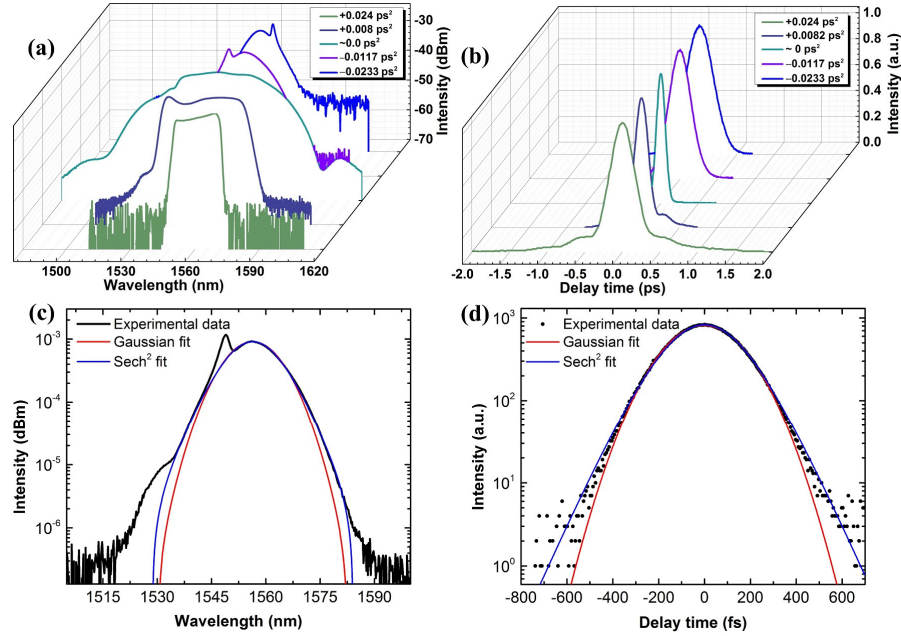 (a)
+0.024 ps²
+0.008 ps²
~0.0 ps²
−0.0117 ps²
−0.0233 ps²
-30
-40
-50
-60
-70
Intensity (dBm)
1500
1530
1560
1590
1620
Wavelength (nm)
(b)
+0.024 ps²
+0.0082 ps²
~ 0 ps²
−0.0117 ps²
−0.0233 ps²
1.0
0.8
0.6
0.4
0.2
0.0
Intensity (a.u.)
-2.0
-1.5
-1.0
-0.5
0.0
0.5
1.0
1.5
2.0
Delay time (ps)
(c)
Experimental data
Gaussian fit
Sech² fit
10⁻³
10⁻⁴
10⁻⁵
10⁻⁶
Intensity (dBm)
1515
1530
1545
1560
1575
1590
Wavelength (nm)
(d)
Experimental data
Gaussian fit
Sech² fit
10³
10²
10¹
10⁰
Intensity (a.u.)
-800
-600
-400
-200
0
200
400
600
Delay time (fs)